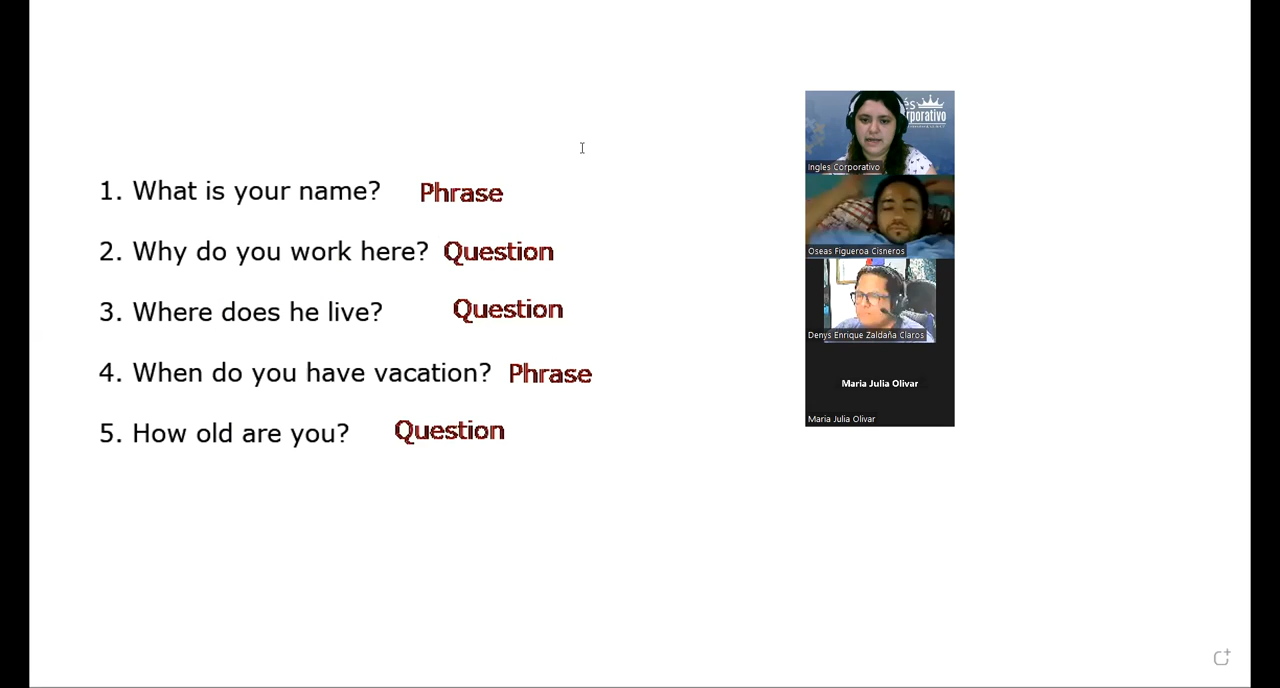 1. What is your name? Phrase
2. Why do you work here? Question
3. Where does he live? Question
4. When do you have vacation? Phrase
5. How old are you? Question
és
rporativo
Ingles Corporativo
Oseas Figueroa Cisneros
Denys Enrique Zaldaña Claros
Maria Julia Olivar
Maria Julia Olivar